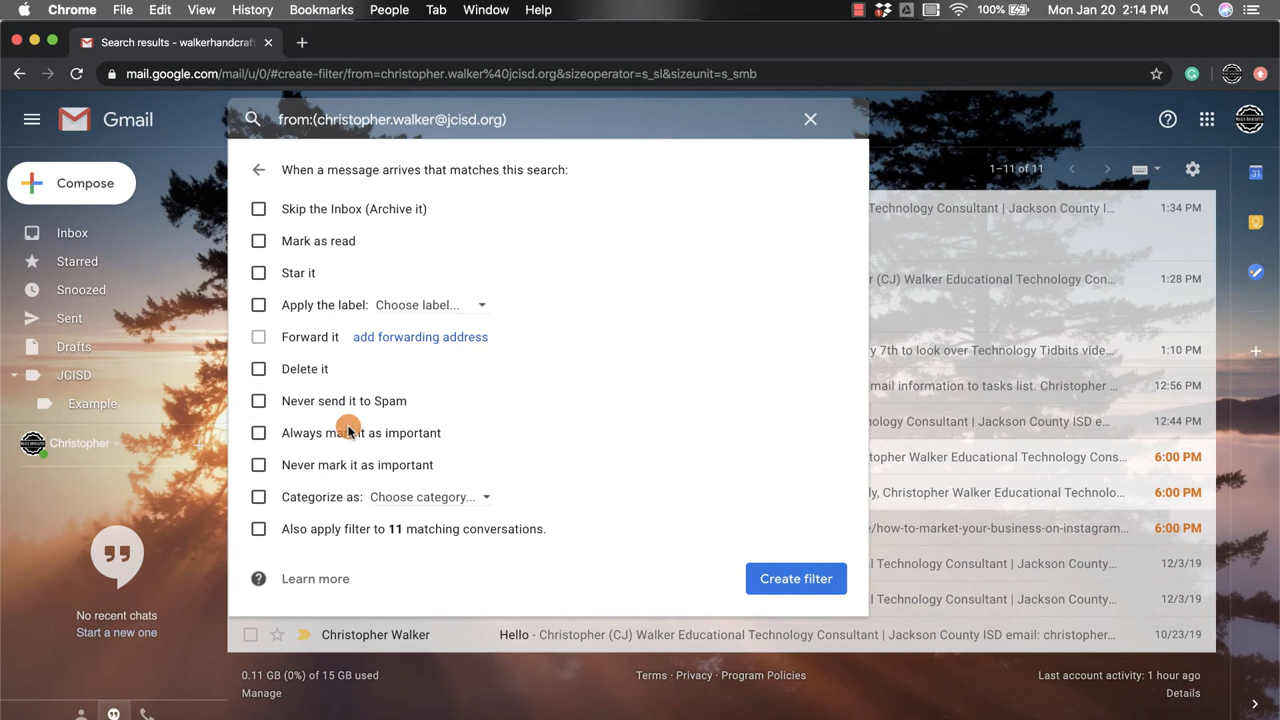 Chrome File Edit View History Bookmarks People Tab Window Help 100% Mon Jan 20 2:14 PM
Search results - walkerhandcraf
mail.google.com/mail/u/0/#create-filter/from=christopher.walker%40jcisd.org&sizeoperator=s_sl&sizeunit=s_smb
Gmail
from:(christopher.walker@jcisd.org)
When a message arrives that matches this search:
1–11 of 11
Compose
Skip the Inbox (Archive it)
Technology Consultant | Jackson County I... 1:34 PM
Inbox
Mark as read
Starred
Star it
r (CJ) Walker Educational Technology Con... 1:28 PM
Snoozed
Apply the label: Choose label...
Sent
Forward it add forwarding address
Drafts
y 7th to look over Technology Tidbits vide... 1:10 PM
Delete it
JCISD
mail information to tasks list. Christopher ... 12:56 PM
Never send it to Spam
Example
Technology Consultant | Jackson County ISD e... 12:44 PM
Always mark it as important
Christopher
topher Walker Educational Technology Cons... 6:00 PM
Never mark it as important
ly, Christopher Walker Educational Technolo... 6:00 PM
Categorize as: Choose category...
Also apply filter to 11 matching conversations.
e/how-to-market-your-business-on-instagram... 6:00 PM
Technology Consultant | Jackson County... 12/3/19
Learn more
Create filter
Technology Consultant | Jackson County... 12/3/19
No recent chats
Start a new one
Christopher Walker Hello - Christopher (CJ) Walker Educational Technology Consultant | Jackson County ISD email: christopher... 10/23/19
0.11 GB (0%) of 15 GB used
Manage
Terms · Privacy · Program Policies
Last account activity: 1 hour ago
Details